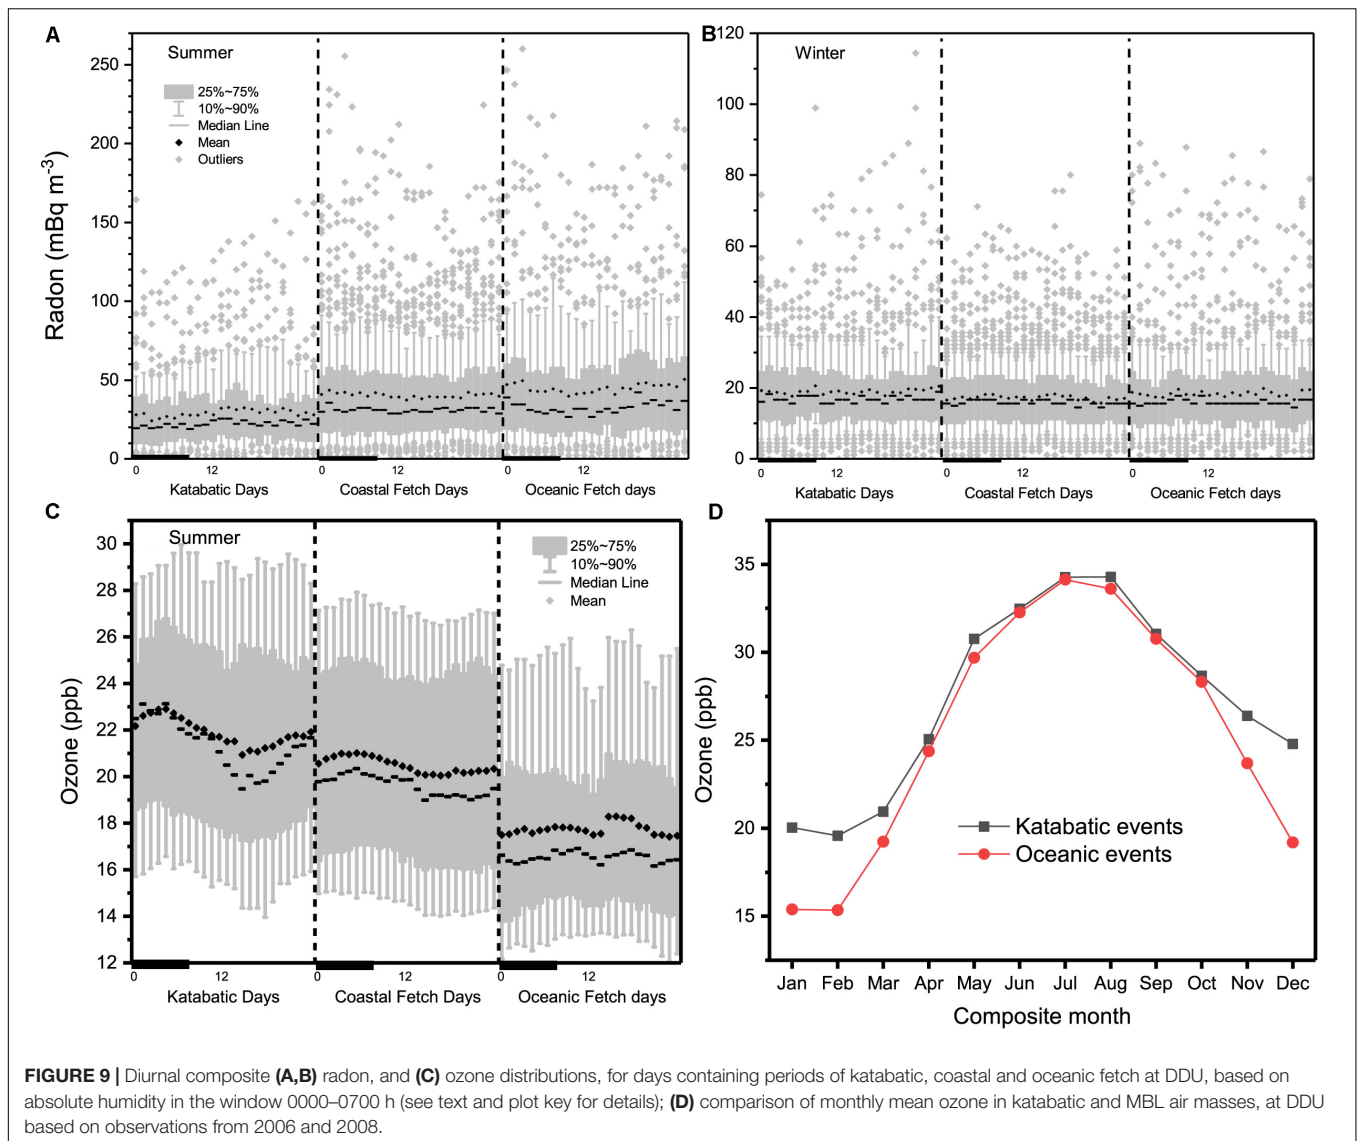 A
Summer
25%~75%
10%~90%
Median Line
Mean
Outliers
Radon (mBq m-3)
250
200
150
100
50
0
0 12 0 12 0 12
Katabatic Days Coastal Fetch Days Oceanic Fetch days
B
Winter
120
100
80
60
40
20
0
0 12 0 12 0 12
Katabatic Days Coastal Fetch Days Oceanic Fetch days
C
Summer
25%~75%
10%~90%
Median Line
Mean
Ozone (ppb)
30
28
26
24
22
20
18
16
14
12
0 12 0 12 0 12
Katabatic Days Coastal Fetch Days Oceanic Fetch days
D
Ozone (ppb)
35
30
25
20
15
Katabatic events
Oceanic events
Jan Feb Mar Apr May Jun Jul Aug Sep Oct Nov Dec
Composite month
FIGURE 9 | Diurnal composite (A,B) radon, and (C) ozone distributions, for days containing periods of katabatic, coastal and oceanic fetch at DDU, based on
absolute humidity in the window 0000–0700 h (see text and plot key for details); (D) comparison of monthly mean ozone in katabatic and MBL air masses, at DDU
based on observations from 2006 and 2008.